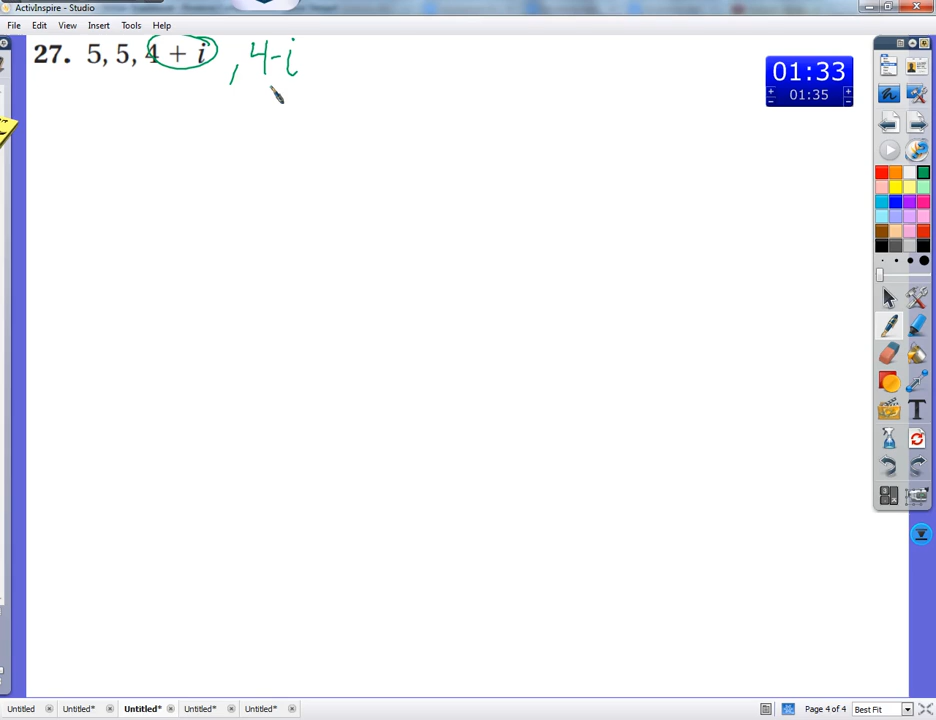 ActivInspire - Studio
File Edit View Insert Tools Help
27. 5, 5, 4 + i , 4-i
01:33
01:35
T
Untitled Untitled* Untitled* Untitled* Untitled*
Page 4 of 4 Best Fit